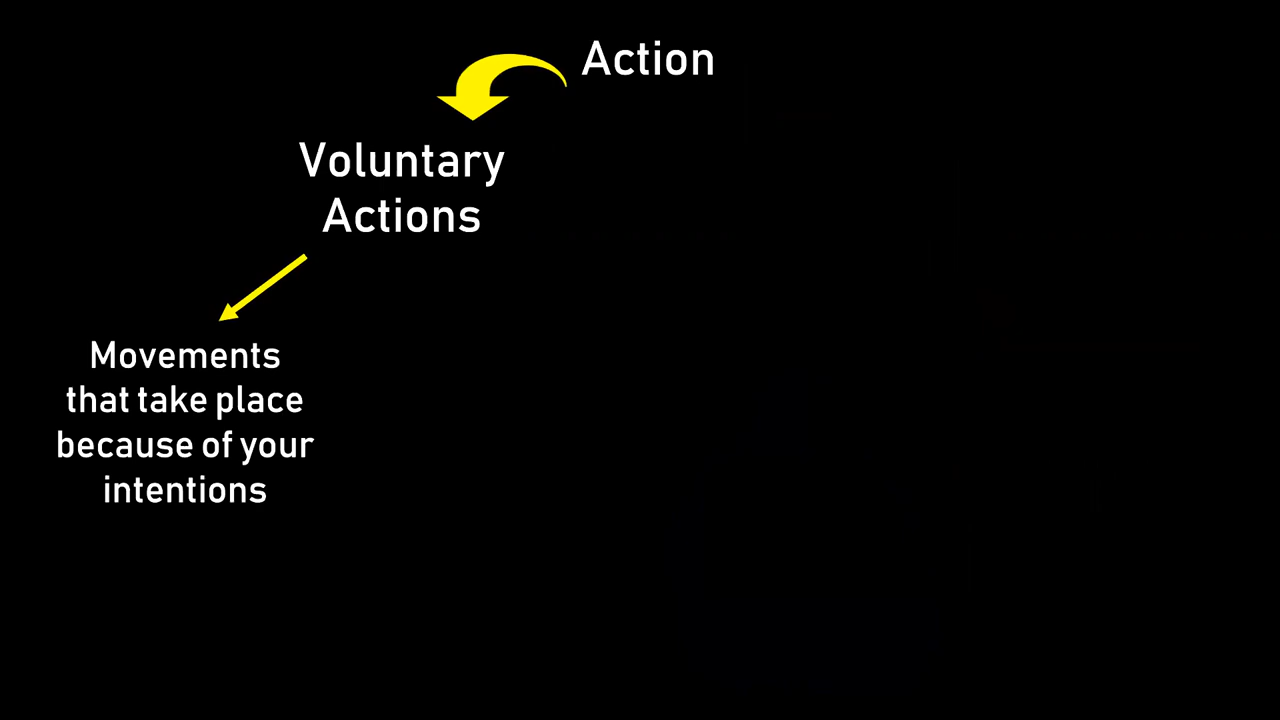 Action
Voluntary
Actions
Movements
that take place
because of your
intentions